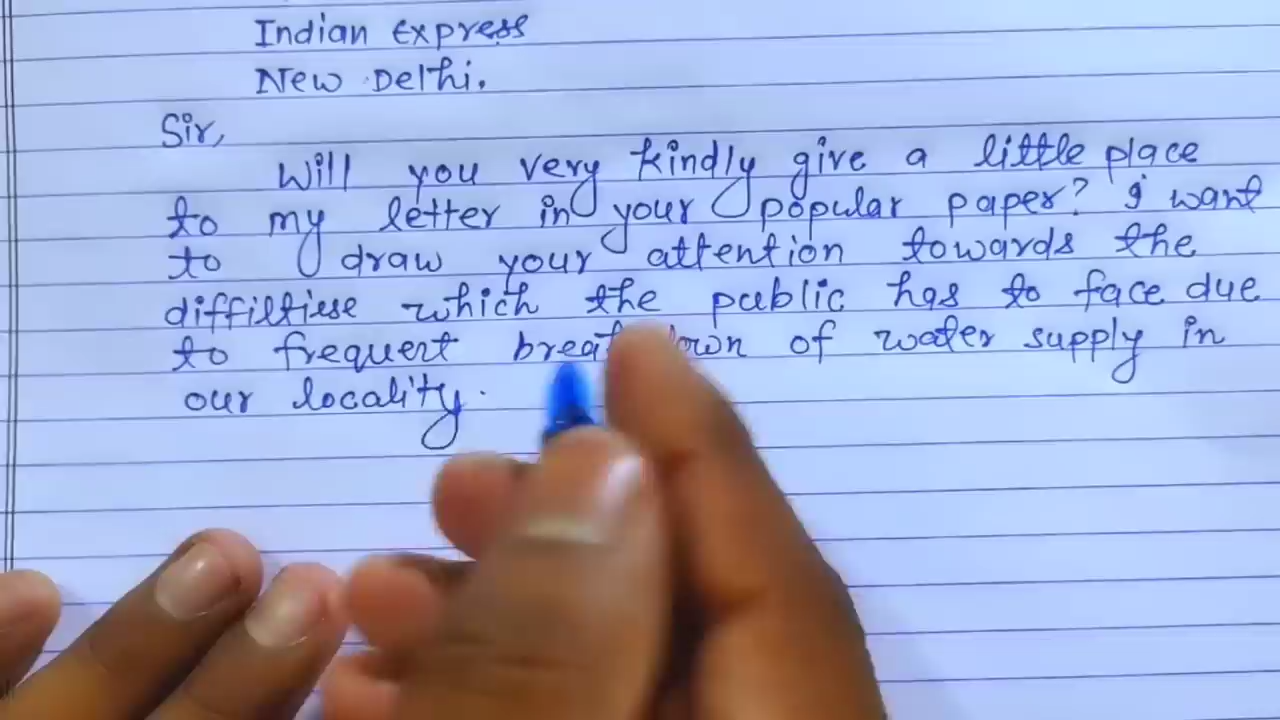 Indian Express
New Delhi.
Sir,
Will you very kindly give a little place
to my letter in your popular paper? I want
to draw your attention towards the
diffiltiese which the public has to face due
to frequert of water supply in
our locality.